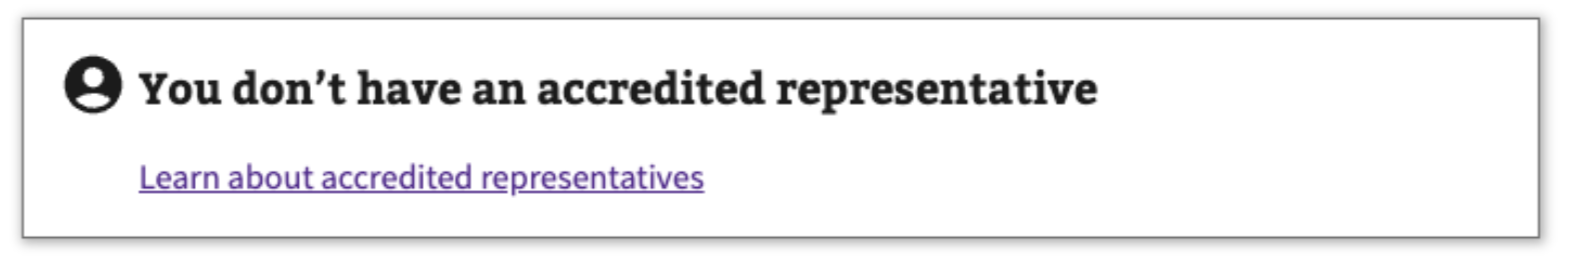 You don’t have an accredited representative
Learn about accredited representatives